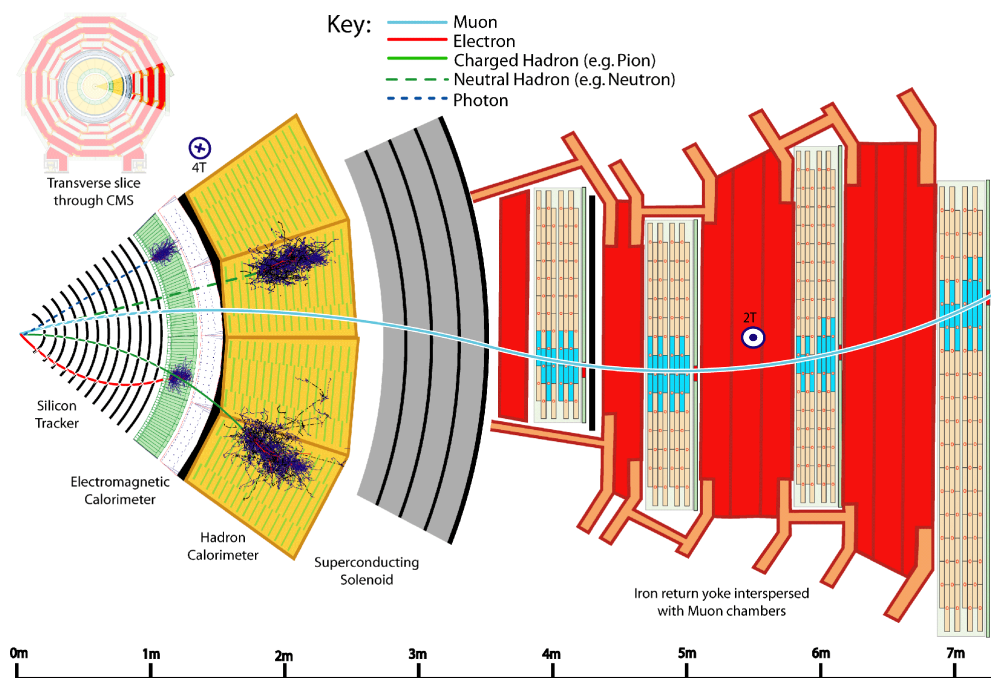 Key:
Muon
Electron
Charged Hadron (e.g. Pion)
Neutral Hadron (e.g. Neutron)
Photon
Transverse slice
through CMS
4T
2T
Silicon
Tracker
Electromagnetic
Calorimeter
Hadron
Calorimeter
Superconducting
Solenoid
Iron return yoke interspersed
with Muon chambers
0m 1m 2m 3m 4m 5m 6m 7m